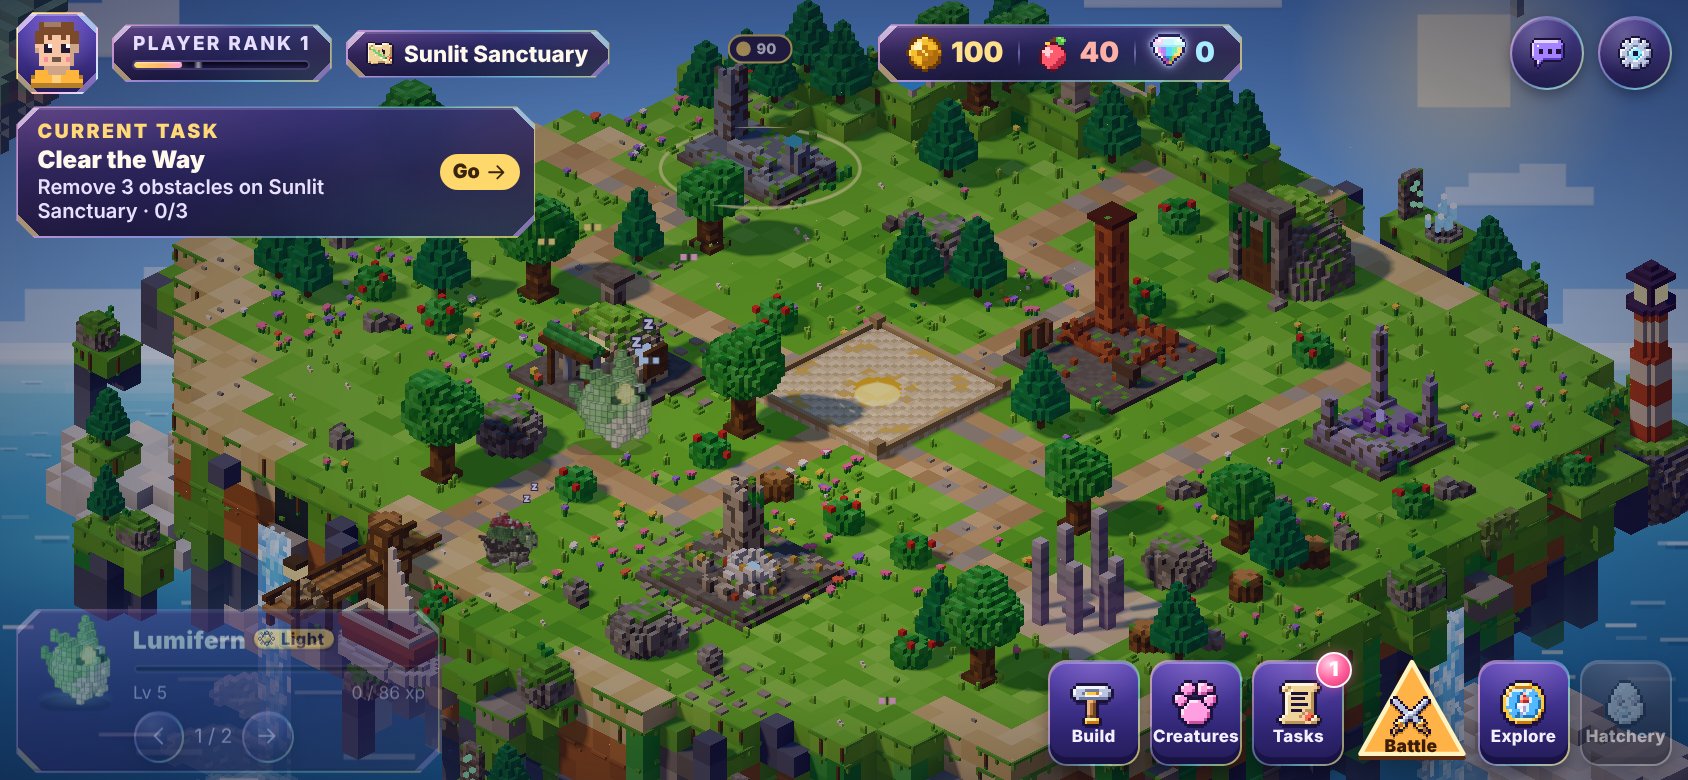 PLAYER RANK 1
Sunlit Sanctuary
90
100
40
0
CURRENT TASK
Clear the Way
Remove 3 obstacles on Sunlit
Sanctuary · 0/3
Go →
z
z
z
z
Lumifern
Light
Lv 5
0 / 86 xp
1 / 2
Build
Creatures
1
Tasks
Battle
Explore
Hatchery